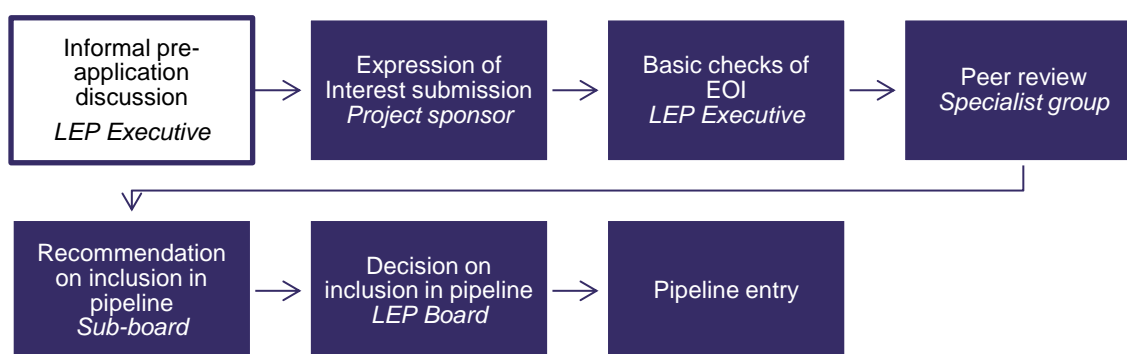 Informal pre-
application
discussion
LEP Executive
Expression of
Interest submission
Project sponsor
Basic checks of
EOI
LEP Executive
Peer review
Specialist group
Recommendation
on inclusion in
pipeline
Sub-board
Decision on
inclusion in pipeline
LEP Board
Pipeline entry